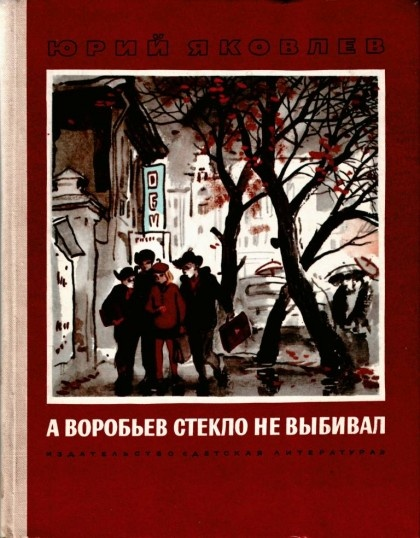 ЮРИЙ ЯКОВЛЕВ
А ВОРОБЬЕВ СТЕКЛО НЕ ВЫБИВАЛ
ИЗДАТЕЛЬСТВО «ДЕТСКАЯ ЛИТЕРАТУРА»